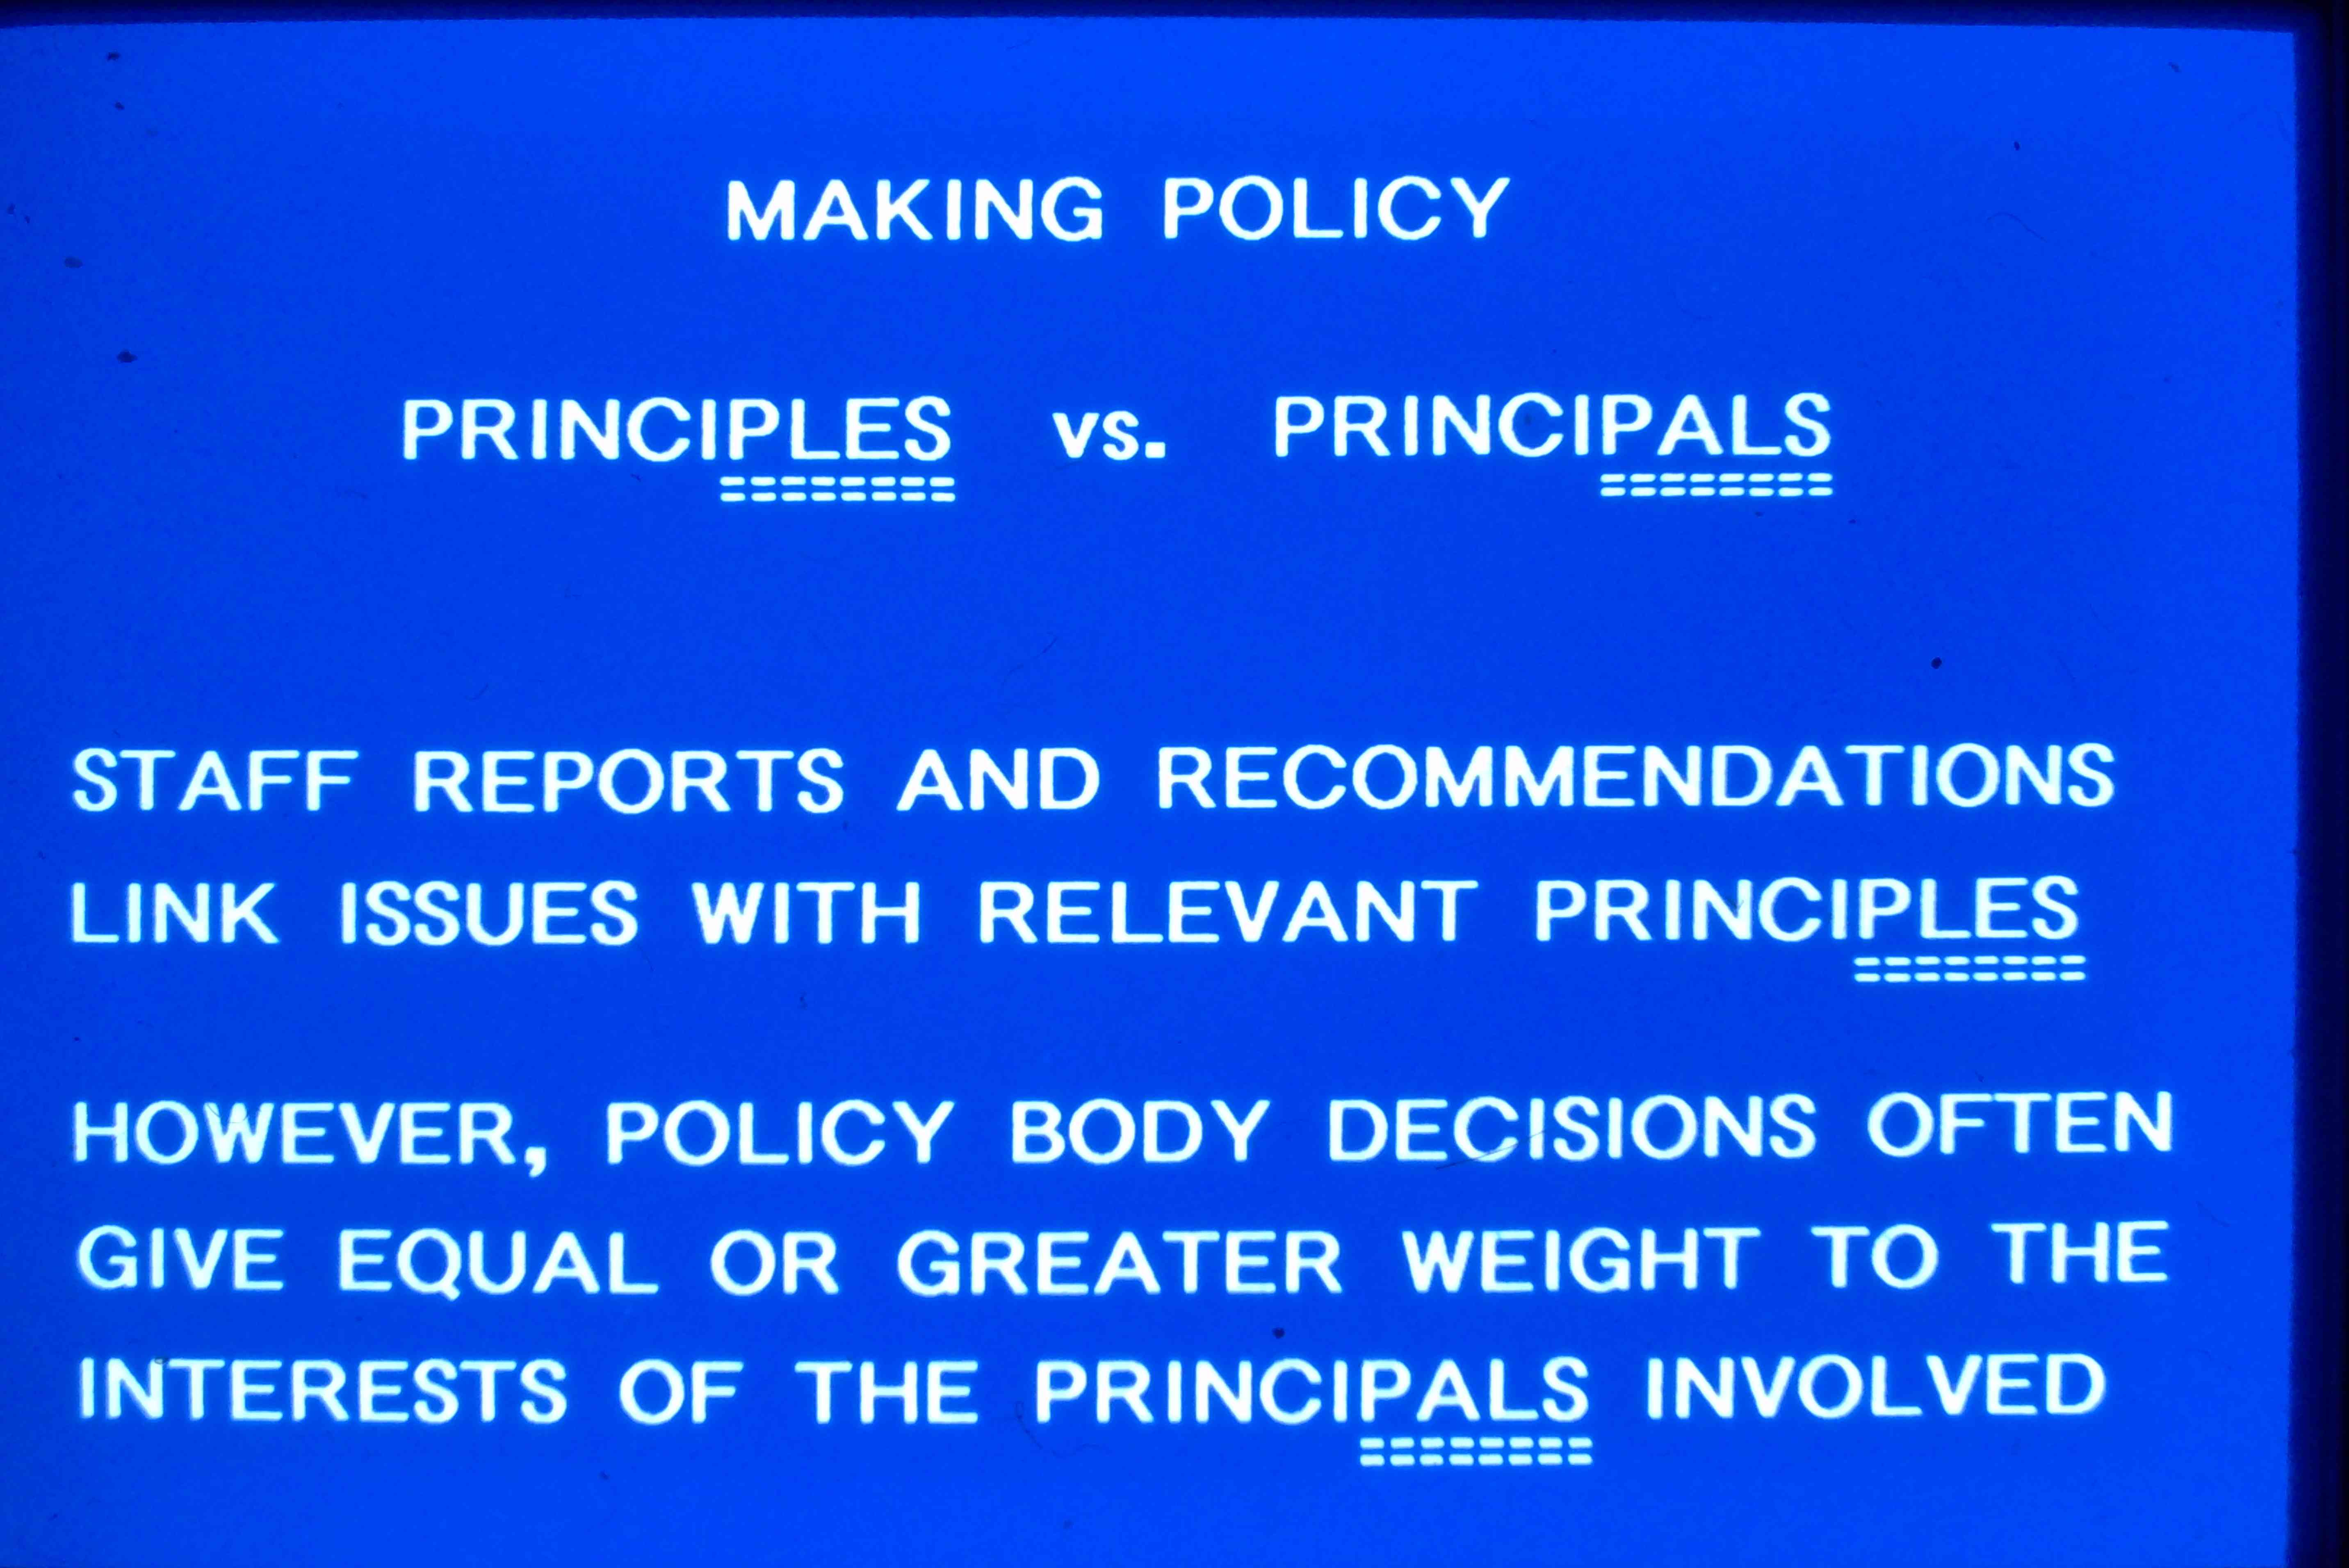 MAKING POLICY
PRINCIPLES vs. PRINCIPALS
STAFF REPORTS AND RECOMMENDATIONS
LINK ISSUES WITH RELEVANT PRINCIPLES
HOWEVER, POLICY BODY DECISIONS OFTEN
GIVE EQUAL OR GREATER WEIGHT TO THE
INTERESTS OF THE PRINCIPALS INVOLVED